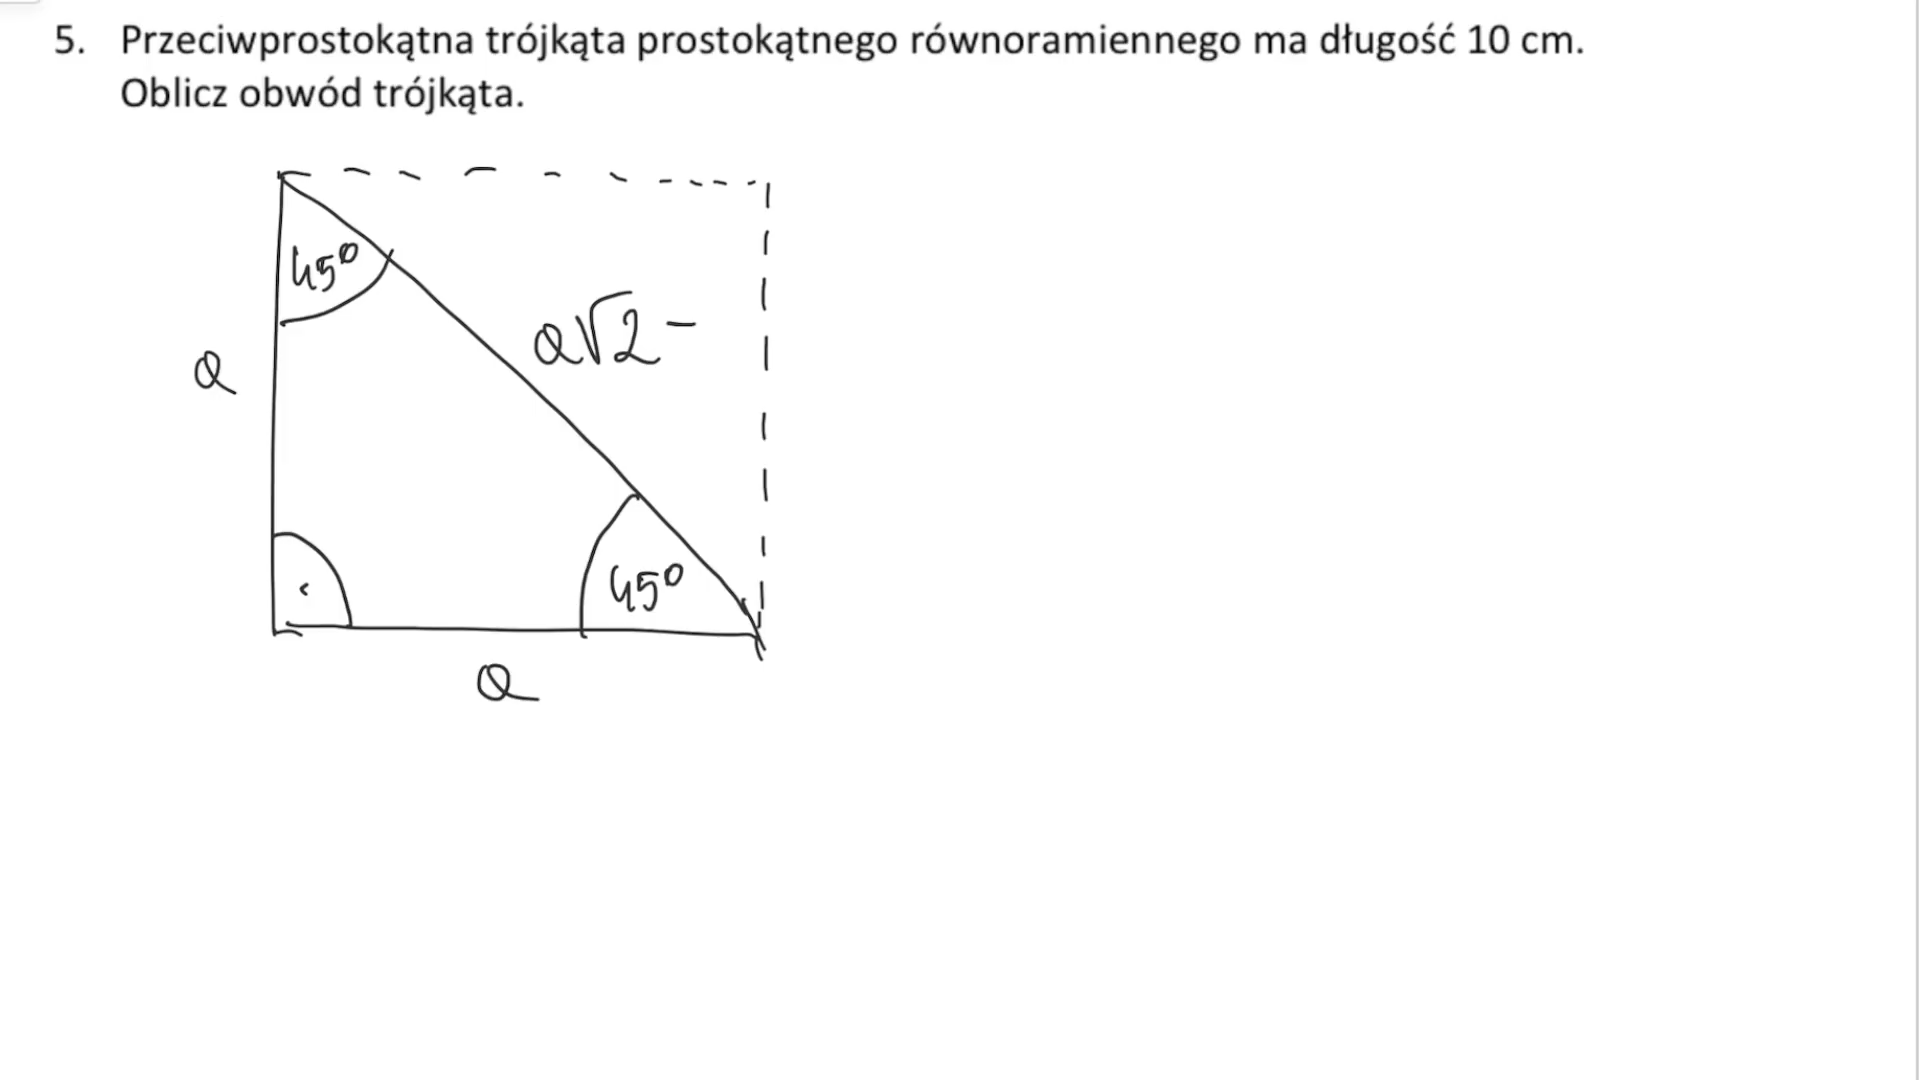 5. Przeciwprostokątna trójkąta prostokątnego równoramiennego ma długość 10 cm.
Oblicz obwód trójkąta.
45°
a√2 -
a
45°
a